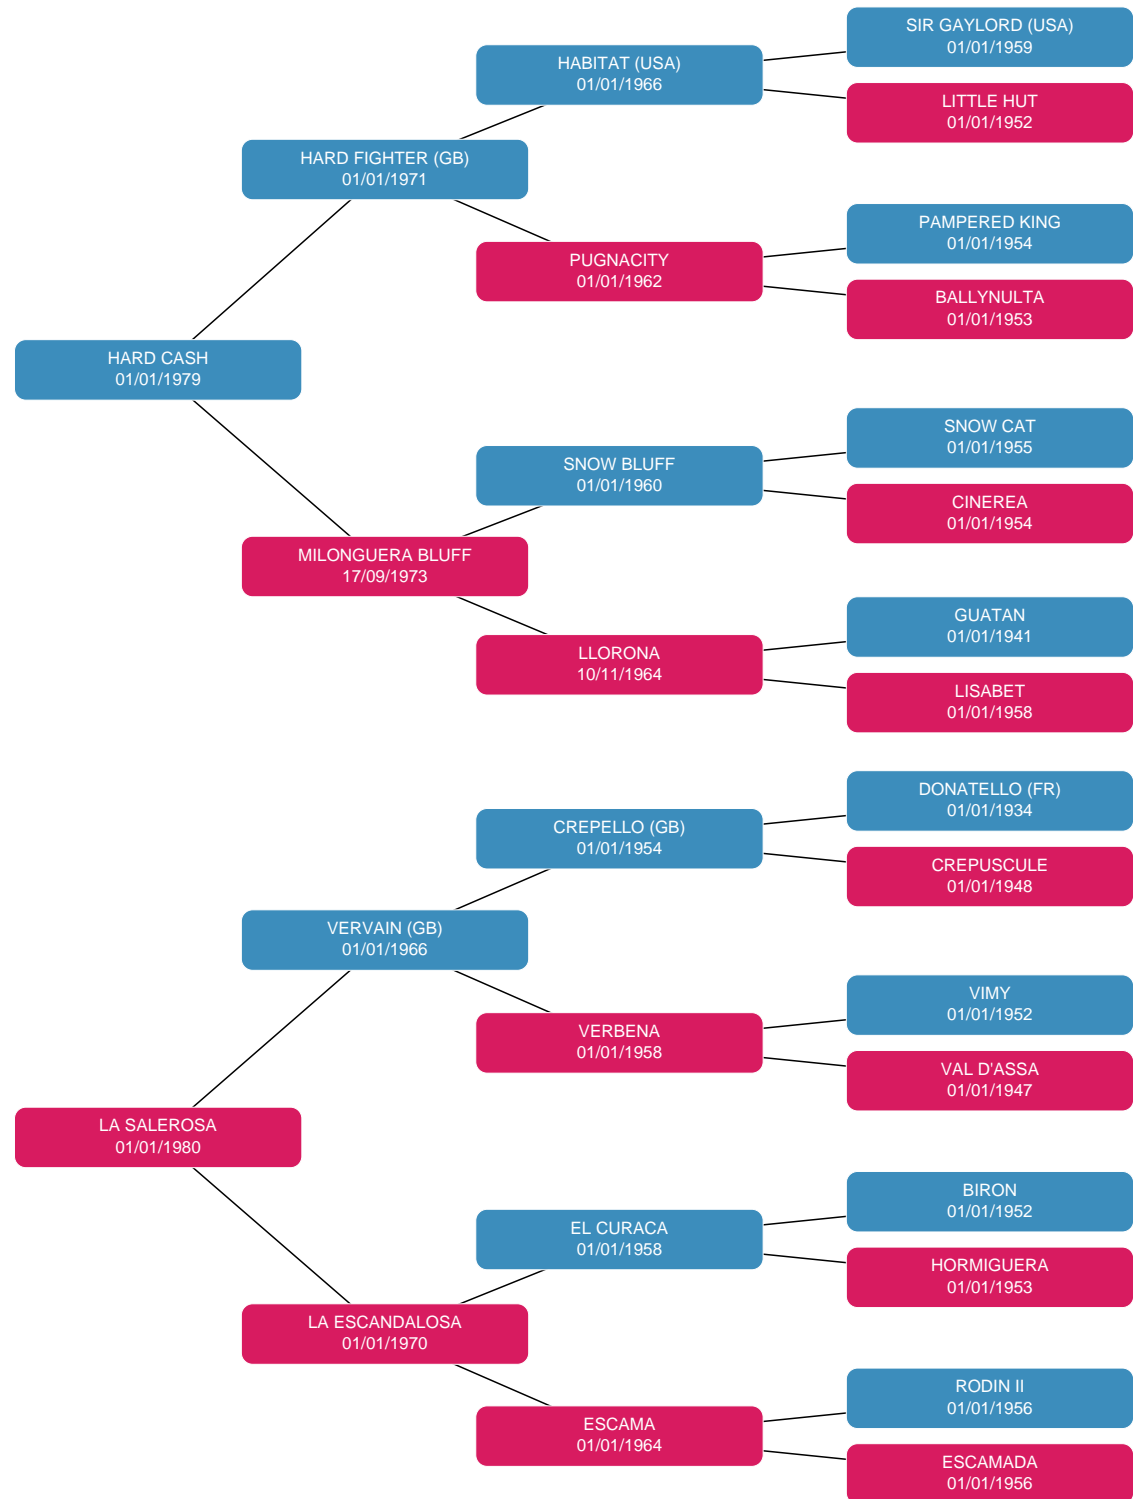 SIR GAYLORD (USA)
01/01/1959
HABITAT (USA)
01/01/1966
LITTLE HUT
01/01/1952
HARD FIGHTER (GB)
01/01/1971
PAMPERED KING
01/01/1954
PUGNACITY
01/01/1962
BALLYNULTA
01/01/1953
HARD CASH
01/01/1979
SNOW CAT
01/01/1955
SNOW BLUFF
01/01/1960
CINEREA
01/01/1954
MILONGUERA BLUFF
17/09/1973
GUATAN
01/01/1941
LLORONA
10/11/1964
LISABET
01/01/1958
DONATELLO (FR)
01/01/1934
CREPELLO (GB)
01/01/1954
CREPUSCULE
01/01/1948
VERVAIN (GB)
01/01/1966
VIMY
01/01/1952
VERBENA
01/01/1958
VAL D'ASSA
01/01/1947
LA SALEROSA
01/01/1980
BIRON
01/01/1952
EL CURACA
01/01/1958
HORMIGUERA
01/01/1953
LA ESCANDALOSA
01/01/1970
RODIN II
01/01/1956
ESCAMA
01/01/1964
ESCAMADA
01/01/1956